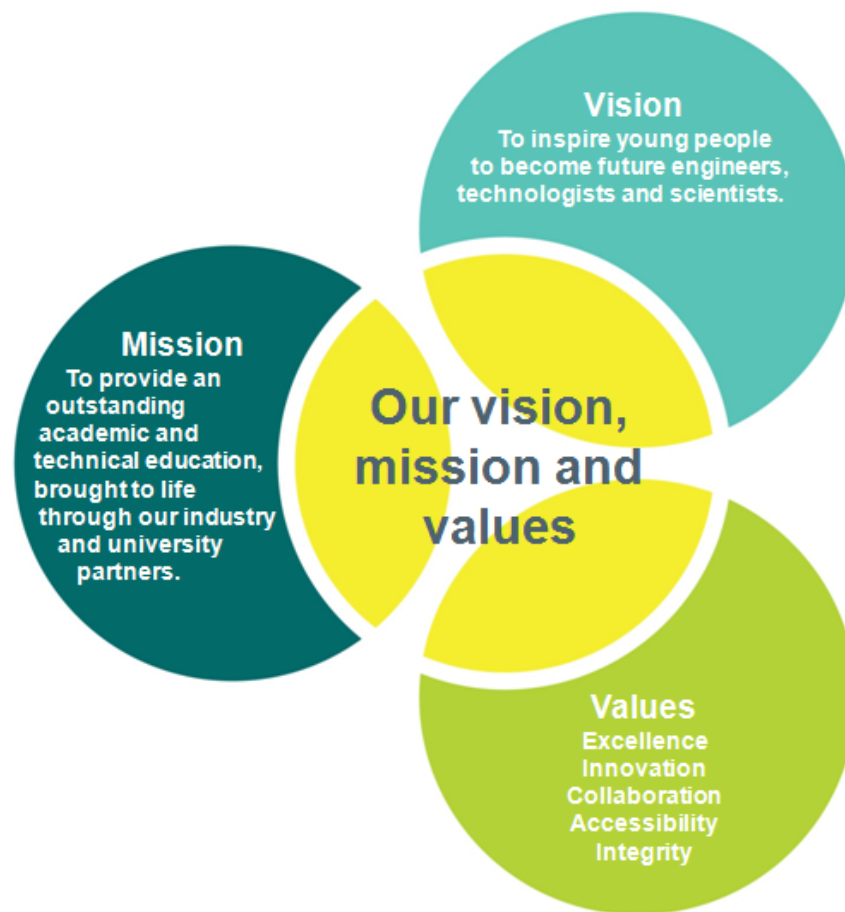 Vision
To inspire young people
to become future engineers,
technologists and scientists.
Mission
To provide an
outstanding
academic and
technical education,
brought to life
through our industry
and university
partners.
Our vision,
mission and
values
Values
Excellence
Innovation
Collaboration
Accessibility
Integrity